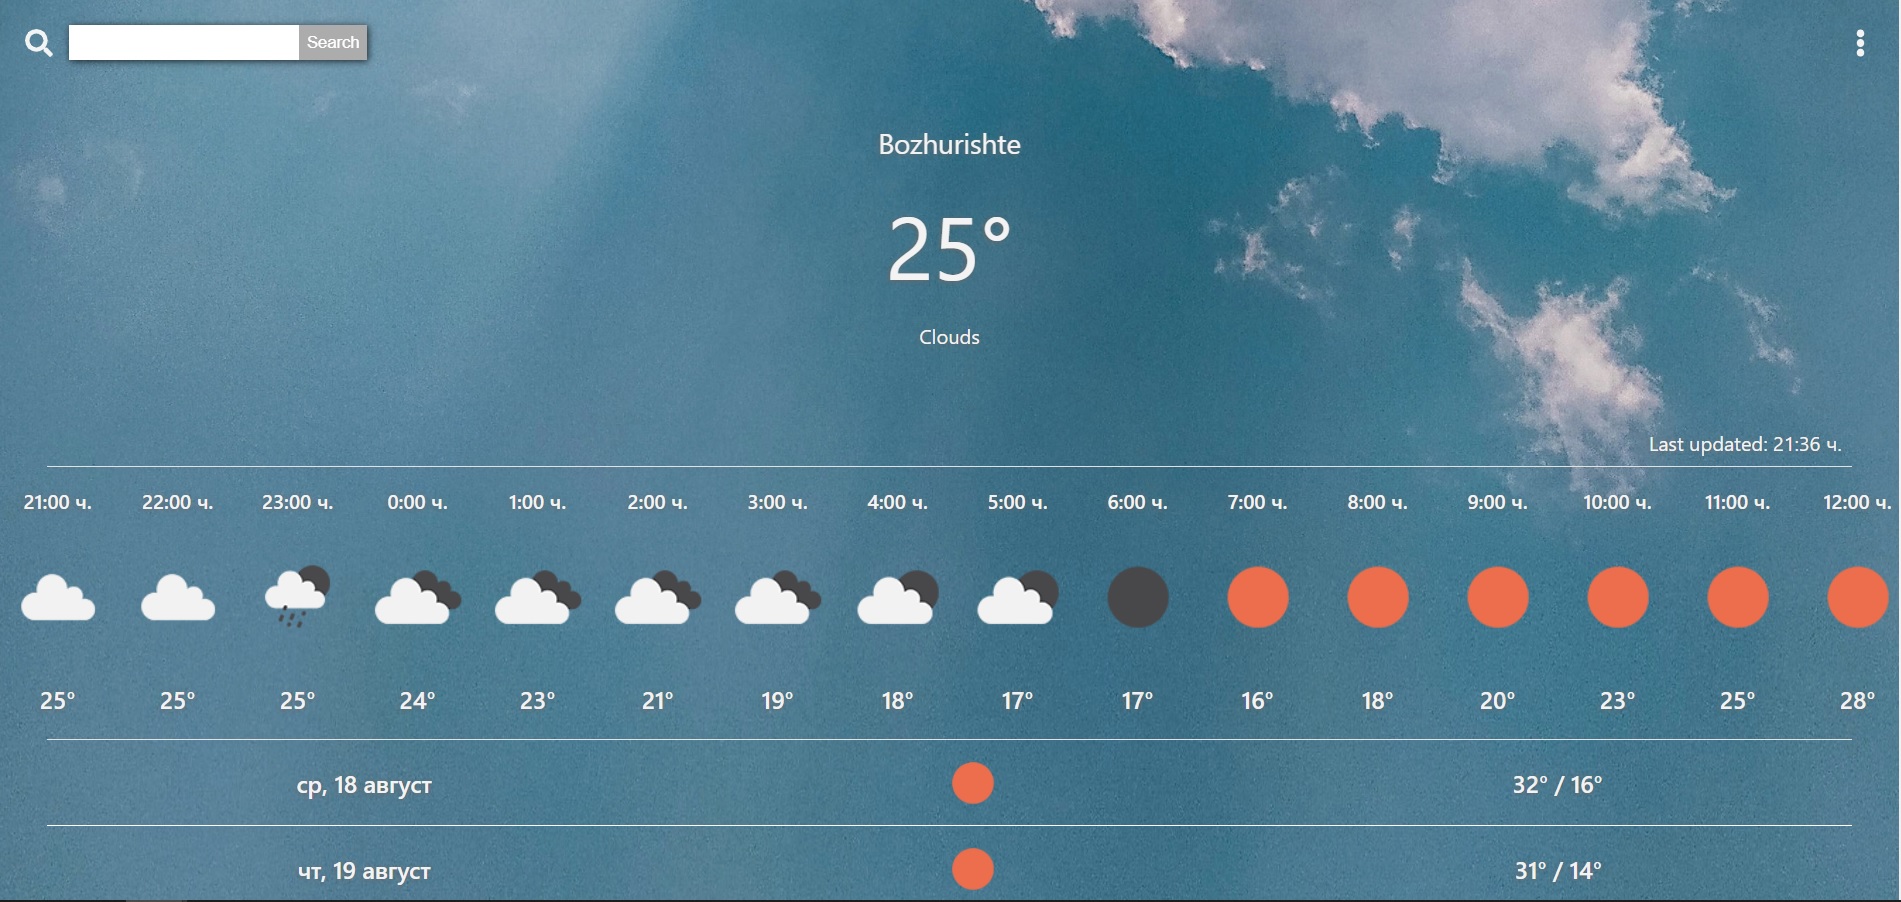 Search
Bozhurishte
25°
Clouds
Last updated: 21:36 ч.
21:00 ч. 22:00 ч. 23:00 ч. 0:00 ч. 1:00 ч. 2:00 ч. 3:00 ч. 4:00 ч. 5:00 ч. 6:00 ч. 7:00 ч. 8:00 ч. 9:00 ч. 10:00 ч. 11:00 ч. 12:00 ч.
25° 25° 25° 24° 23° 21° 19° 18° 17° 17° 16° 18° 20° 23° 25° 28°
ср, 18 август 32° / 16°
чт, 19 август 31° / 14°